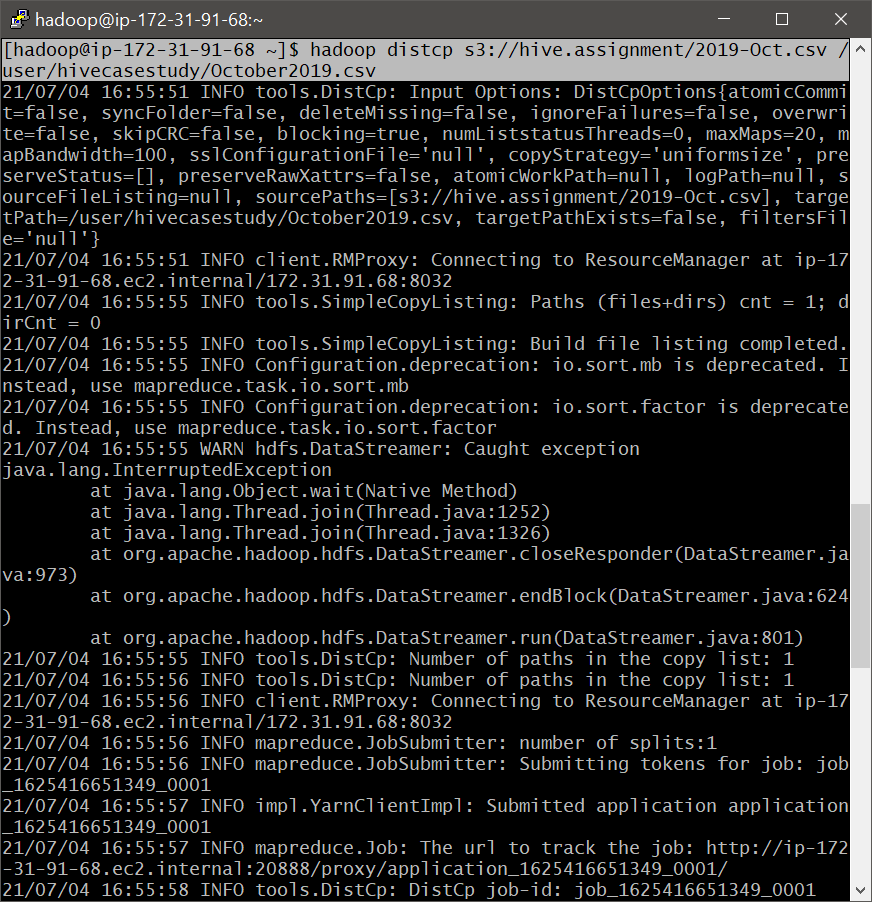 hadoop@ip-172-31-91-68:~
[hadoop@ip-172-31-91-68 ~]$ hadoop distcp s3://hive.assignment/2019-Oct.csv /
user/hivecasestudy/October2019.csv
21/07/04 16:55:51 INFO tools.DistCp: Input Options: DistCpOptions{atomicCommi
t=false, syncFolder=false, deleteMissing=false, ignoreFailures=false, overwri
te=false, skipCRC=false, blocking=true, numListstatusThreads=0, maxMaps=20, m
apBandwidth=100, sslConfigurationFile='null', copyStrategy='uniformsize', pre
serveStatus=[], preserveRawXattrs=false, atomicWorkPath=null, logPath=null, s
ourceFileListing=null, sourcePaths=[s3://hive.assignment/2019-Oct.csv], targe
tPath=/user/hivecasestudy/October2019.csv, targetPathExists=false, filtersFil
e='null'}
21/07/04 16:55:51 INFO client.RMProxy: Connecting to ResourceManager at ip-17
2-31-91-68.ec2.internal/172.31.91.68:8032
21/07/04 16:55:55 INFO tools.SimpleCopyListing: Paths (files+dirs) cnt = 1; d
irCnt = 0
21/07/04 16:55:55 INFO tools.SimpleCopyListing: Build file listing completed.
21/07/04 16:55:55 INFO Configuration.deprecation: io.sort.mb is deprecated. I
nstead, use mapreduce.task.io.sort.mb
21/07/04 16:55:55 INFO Configuration.deprecation: io.sort.factor is deprecate
d. Instead, use mapreduce.task.io.sort.factor
21/07/04 16:55:55 WARN hdfs.DataStreamer: Caught exception
java.lang.InterruptedException
        at java.lang.Object.wait(Native Method)
        at java.lang.Thread.join(Thread.java:1252)
        at java.lang.Thread.join(Thread.java:1326)
        at org.apache.hadoop.hdfs.DataStreamer.closeResponder(DataStreamer.ja
va:973)
        at org.apache.hadoop.hdfs.DataStreamer.endBlock(DataStreamer.java:624
)
        at org.apache.hadoop.hdfs.DataStreamer.run(DataStreamer.java:801)
21/07/04 16:55:55 INFO tools.DistCp: Number of paths in the copy list: 1
21/07/04 16:55:56 INFO tools.DistCp: Number of paths in the copy list: 1
21/07/04 16:55:56 INFO client.RMProxy: Connecting to ResourceManager at ip-17
2-31-91-68.ec2.internal/172.31.91.68:8032
21/07/04 16:55:56 INFO mapreduce.JobSubmitter: number of splits:1
21/07/04 16:55:56 INFO mapreduce.JobSubmitter: Submitting tokens for job: job
_1625416651349_0001
21/07/04 16:55:57 INFO impl.YarnClientImpl: Submitted application application
_1625416651349_0001
21/07/04 16:55:57 INFO mapreduce.Job: The url to track the job: http://ip-172
-31-91-68.ec2.internal:20888/proxy/application_1625416651349_0001/
21/07/04 16:55:58 INFO tools.DistCp: DistCp job-id: job_1625416651349_0001